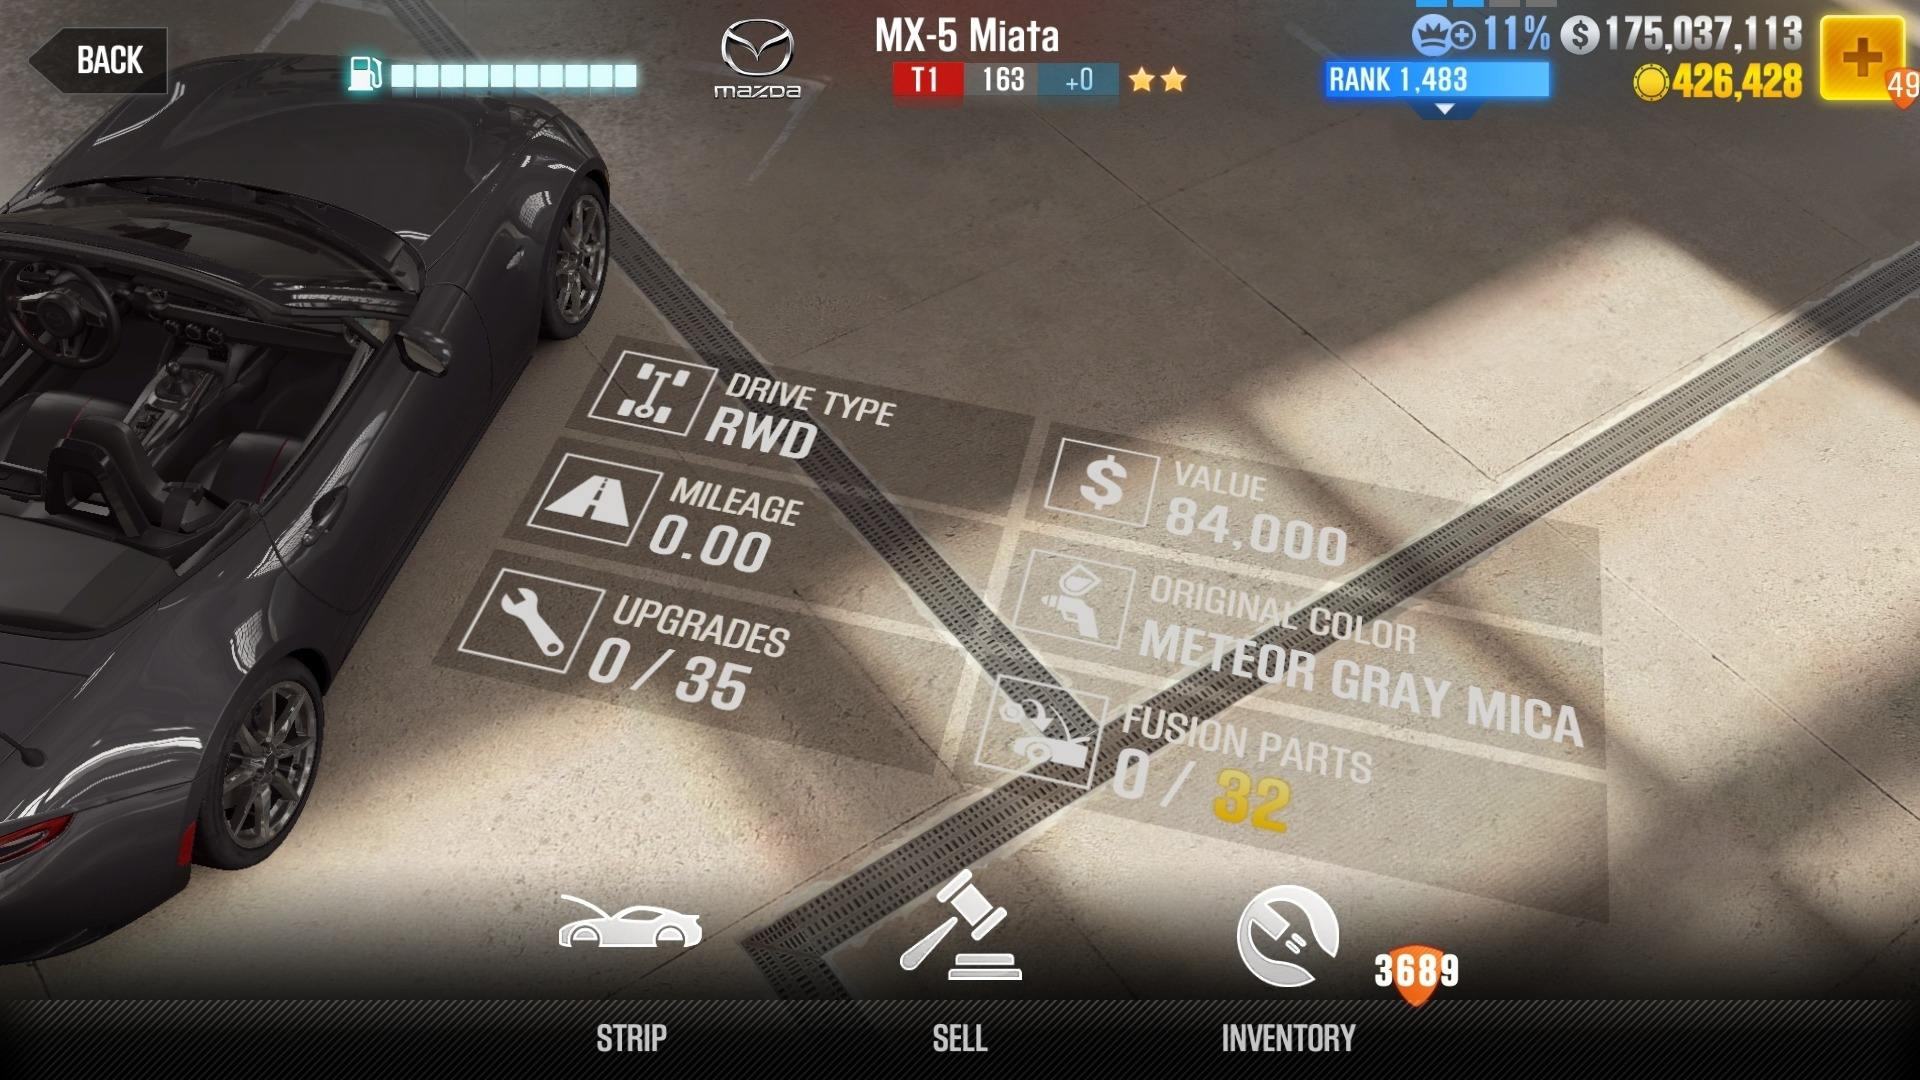 BACK
mazda
MX-5 Miata
T1 163 +0
11%
$175,037,113
RANK 1,483
426,428
49
DRIVE TYPE
RWD
MILEAGE
0.00
UPGRADES
0 / 35
$
VALUE
84,000
ORIGINAL COLOR
METEOR GRAY MICA
FUSION PARTS
0 / 32
STRIP
SELL
INVENTORY
3689